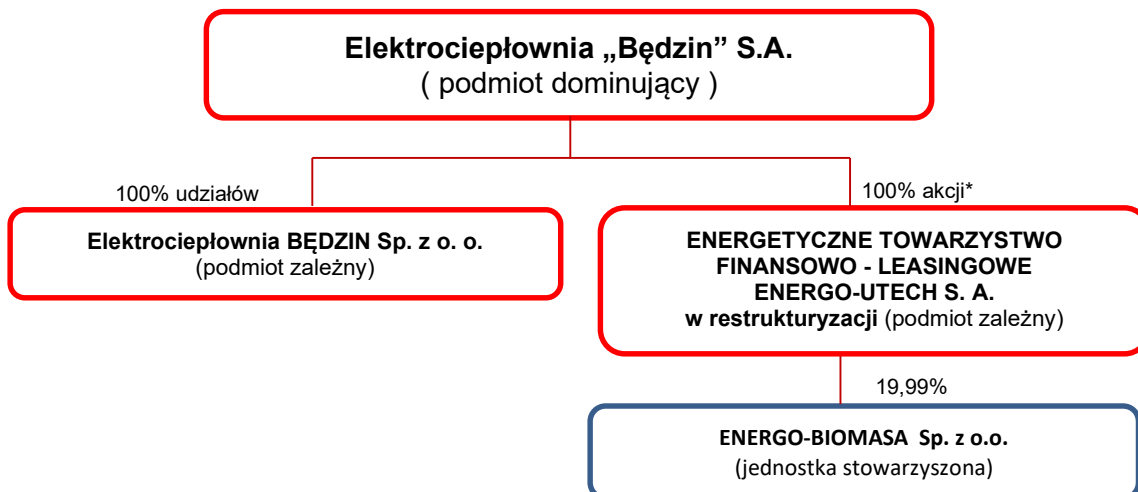 Elektrociepłownia „Będzin” S.A.
( podmiot dominujący )
100% udziałów
100% akcji*
Elektrociepłownia BĘDZIN Sp. z o. o.
(podmiot zależny)
ENERGETYCZNE TOWARZYSTWO
FINANSOWO - LEASINGOWE
ENERGO-UTECH S. A.
w restrukturyzacji (podmiot zależny)
19,99%
ENERGO-BIOMASA Sp. z o.o.
(jednostka stowarzyszona)